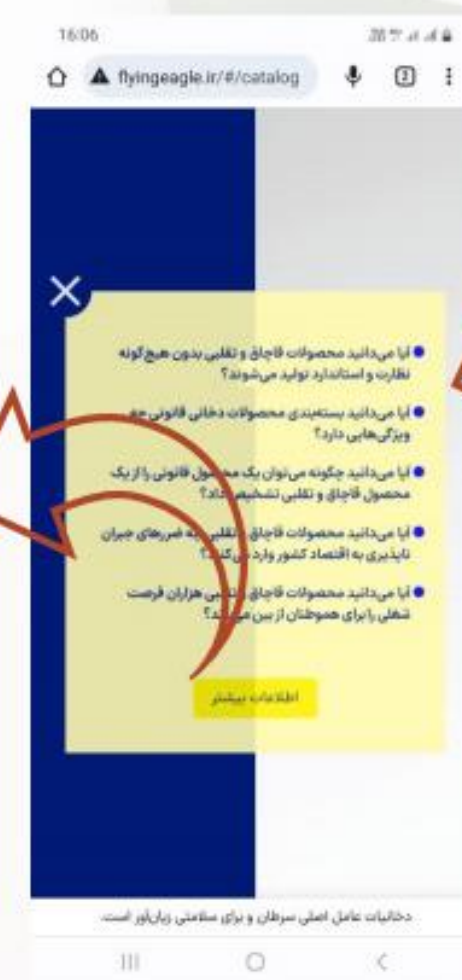 16:06
flyingeagle.ir/#/catalog
آیا می‌دانید محصولات قاچاق و تقلبی بدون هیچ‌گونه
نظارت و استاندارد تولید می‌شوند؟
آیا می‌دانید بسته‌بندی محصولات دخانی قانونی چه
ویژگی‌هایی دارد؟
آیا می‌دانید چگونه می‌توان یک محصول قانونی را از یک
محصول قاچاق و تقلبی تشخیص داد؟
آیا می‌دانید محصولات قاچاق و تقلبی چه ضررهای جبران
ناپذیری به اقتصاد کشور وارد می‌کنند؟
آیا می‌دانید محصولات قاچاق و تقلبی هزاران فرصت
شغلی را برای هموطنان از بین می‌برند؟
اطلاعات بیشتر
دخانیات عامل اصلی سرطان و برای سلامتی زیان‌آور است.